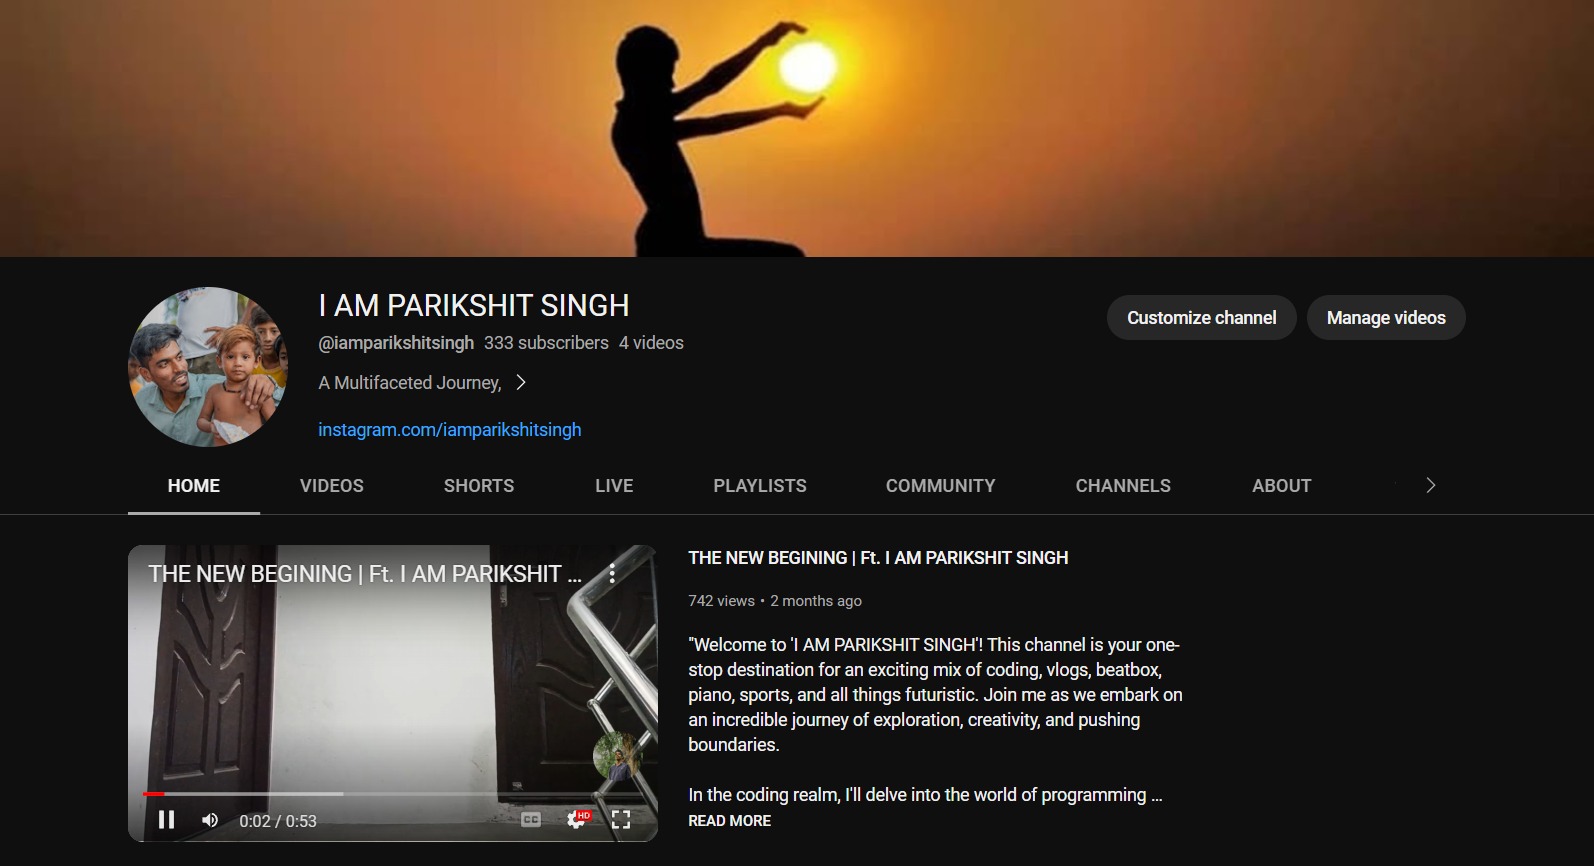 I AM PARIKSHIT SINGH
@iamparikshitsingh 333 subscribers 4 videos
A Multifaceted Journey,
instagram.com/iamparikshitsingh
Customize channel
Manage videos
HOME VIDEOS SHORTS LIVE PLAYLISTS COMMUNITY CHANNELS ABOUT
THE NEW BEGINING | Ft. I AM PARIKSHIT ...
CC
HD
0:02 / 0:53
THE NEW BEGINING | Ft. I AM PARIKSHIT SINGH
742 views • 2 months ago
"Welcome to 'I AM PARIKSHIT SINGH'! This channel is your one-
stop destination for an exciting mix of coding, vlogs, beatbox,
piano, sports, and all things futuristic. Join me as we embark on
an incredible journey of exploration, creativity, and pushing
boundaries.
In the coding realm, I'll delve into the world of programming ...
READ MORE